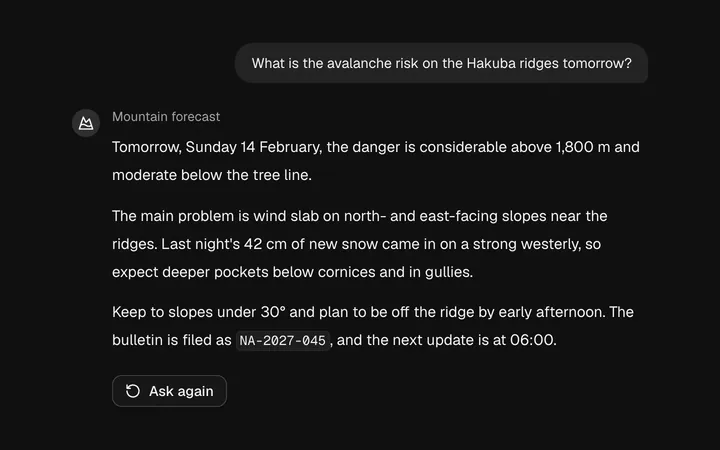 What is the avalanche risk on the Hakuba ridges tomorrow?
Mountain forecast
Tomorrow, Sunday 14 February, the danger is considerable above 1,800 m and
moderate below the tree line.
The main problem is wind slab on north- and east-facing slopes near the
ridges. Last night's 42 cm of new snow came in on a strong westerly, so
expect deeper pockets below cornices and in gullies.
Keep to slopes under 30° and plan to be off the ridge by early afternoon. The
bulletin is filed as NA-2027-045, and the next update is at 06:00.
Ask again